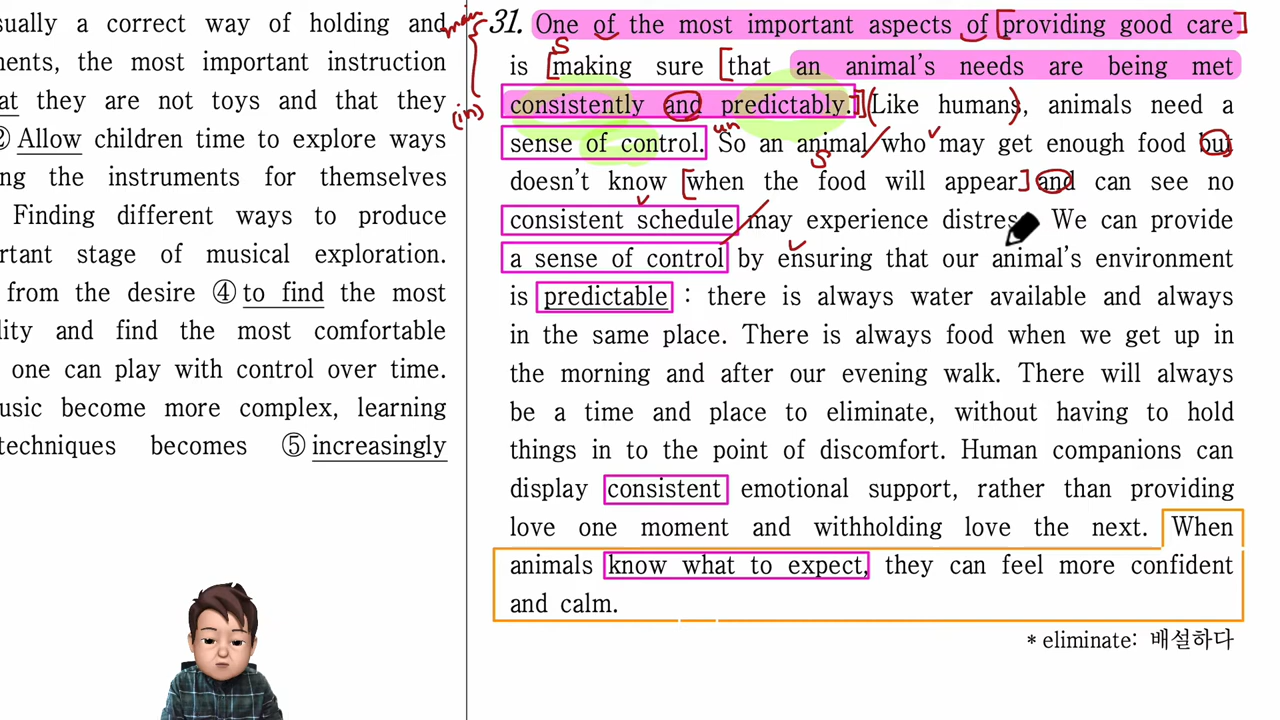 sually a correct way of holding and
nents, the most important instruction
at they are not toys and that they
② Allow children time to explore ways
ing the instruments for themselves
Finding different ways to produce
ortant stage of musical exploration.
from the desire ④ to find the most
lity and find the most comfortable
one can play with control over time.
usic become more complex, learning
techniques becomes ⑤ increasingly
31. One of the most important aspects of [providing good care]
is [making sure [that an animal's needs are being met
consistently and predictably.] (Like humans), animals need a
sense of control. So an animal / who may get enough food but
doesn't know [when the food will appear] and can see no
consistent schedule / may experience distres. We can provide
a sense of control by ensuring that our animal's environment
is predictable : there is always water available and always
in the same place. There is always food when we get up in
the morning and after our evening walk. There will always
be a time and place to eliminate, without having to hold
things in to the point of discomfort. Human companions can
display consistent emotional support, rather than providing
love one moment and withholding love the next. When
animals know what to expect, they can feel more confident
and calm.
* eliminate: 배설하다
main
(in)
S
un
S